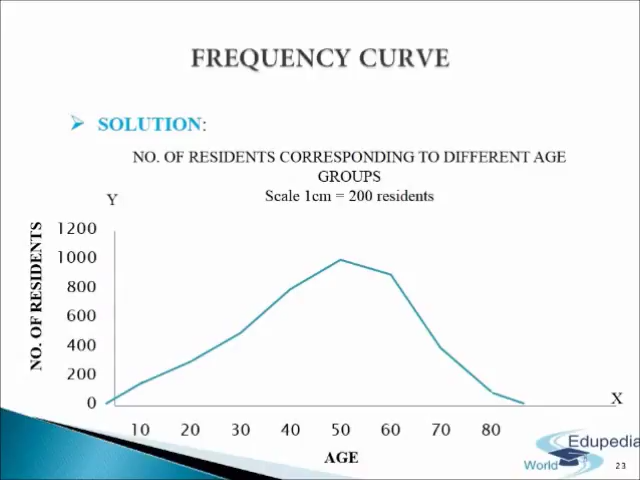 FREQUENCY CURVE
SOLUTION:
NO. OF RESIDENTS CORRESPONDING TO DIFFERENT AGE
GROUPS
Scale 1cm = 200 residents
Y
NO. OF RESIDENTS
1200
1000
800
600
400
200
0
X
10 20 30 40 50 60 70 80
AGE
Edupedia
World
23